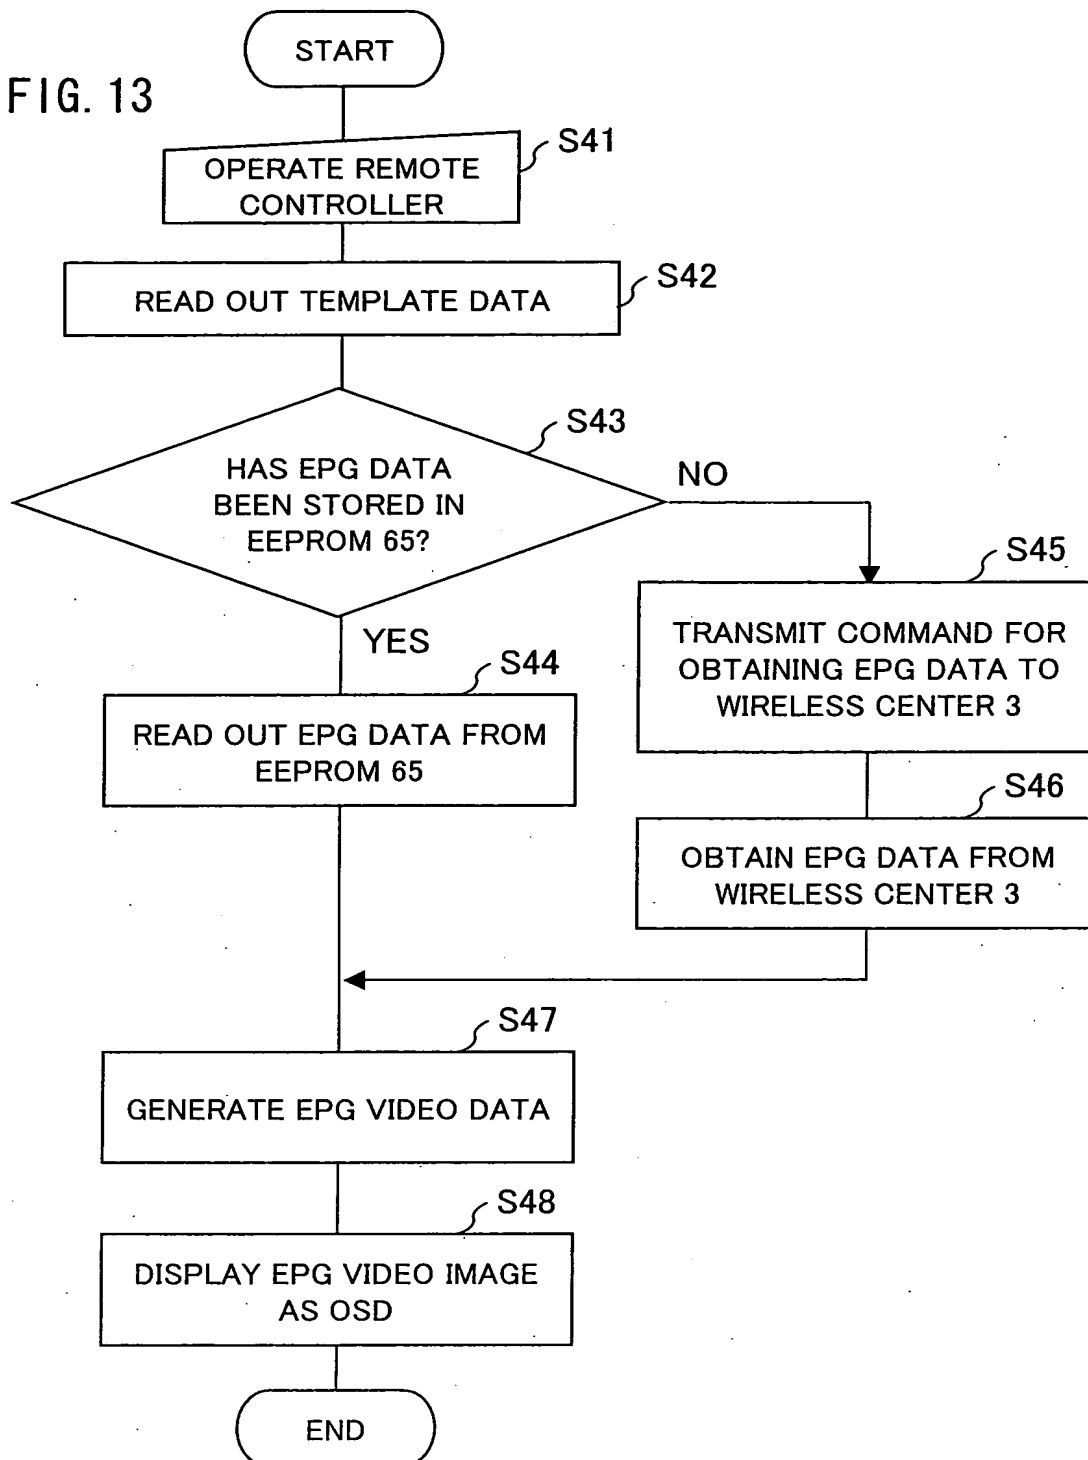 START
FIG. 13
S41
OPERATE REMOTE
CONTROLLER
S42
READ OUT TEMPLATE DATA
S43
HAS EPG DATA
BEEN STORED IN
EEPROM 65?
NO
YES
S44
READ OUT EPG DATA FROM
EEPROM 65
S45
TRANSMIT COMMAND FOR
OBTAINING EPG DATA TO
WIRELESS CENTER 3
S46
OBTAIN EPG DATA FROM
WIRELESS CENTER 3
S47
GENERATE EPG VIDEO DATA
S48
DISPLAY EPG VIDEO IMAGE
AS OSD
END